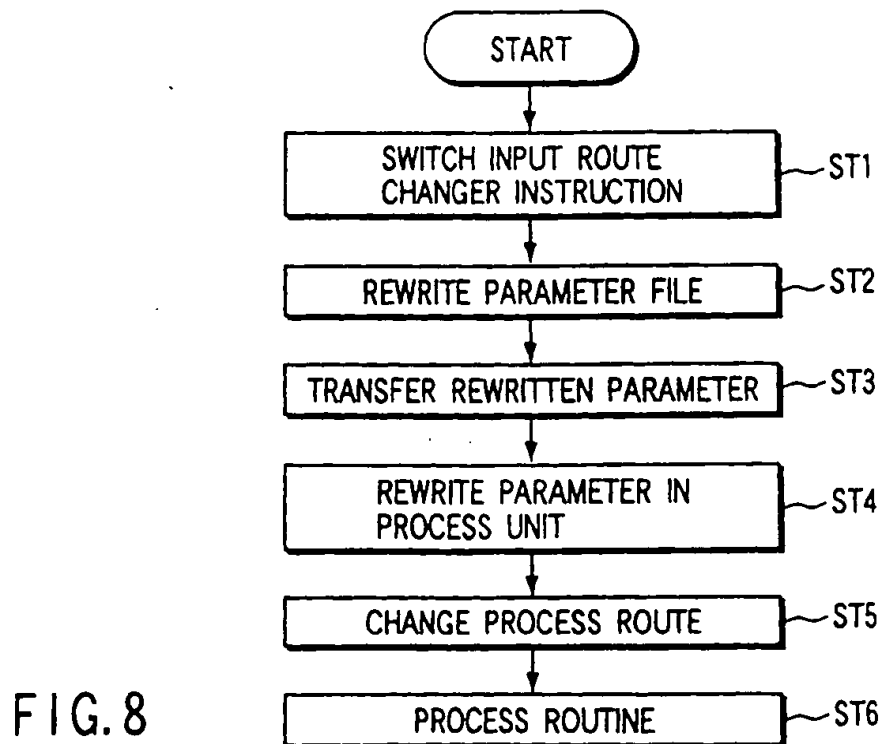 START
SWITCH INPUT ROUTE
CHANGER INSTRUCTION
ST1
REWRITE PARAMETER FILE
ST2
TRANSFER REWRITTEN PARAMETER
ST3
REWRITE PARAMETER IN
PROCESS UNIT
ST4
CHANGE PROCESS ROUTE
ST5
PROCESS ROUTINE
ST6
FIG.8